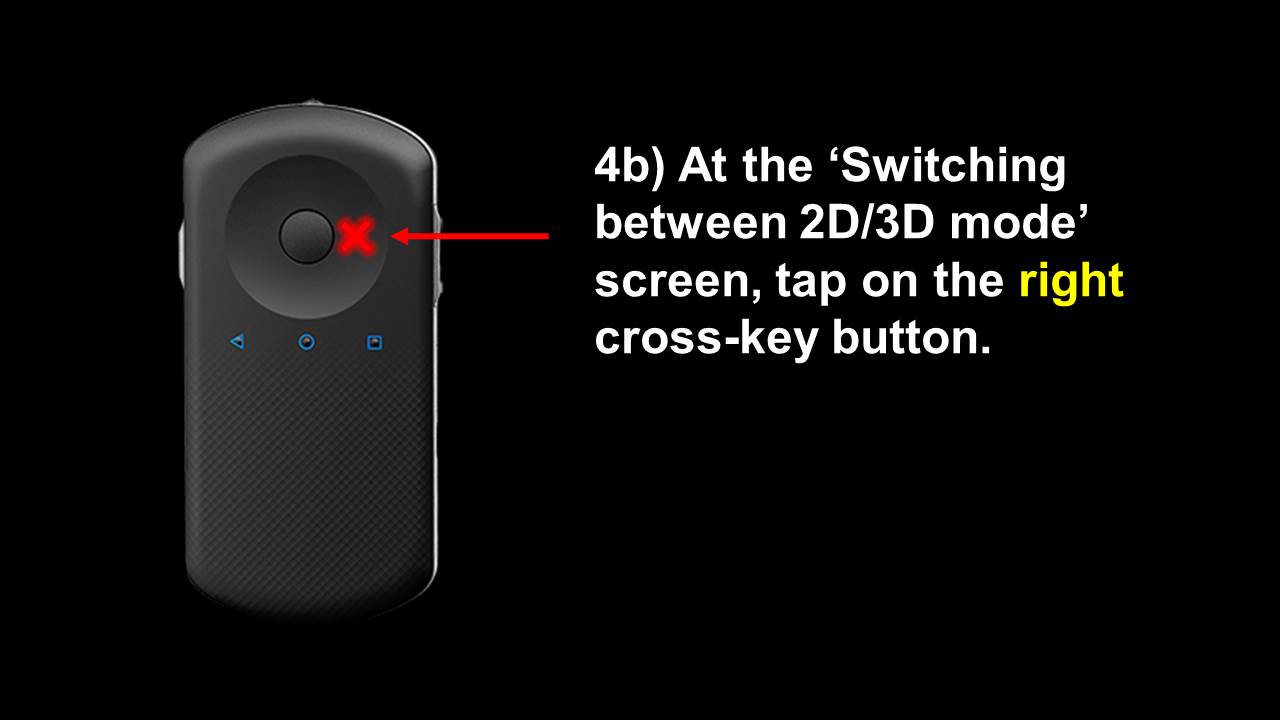 4b) At the ‘Switching
between 2D/3D mode’
screen, tap on the right
cross-key button.